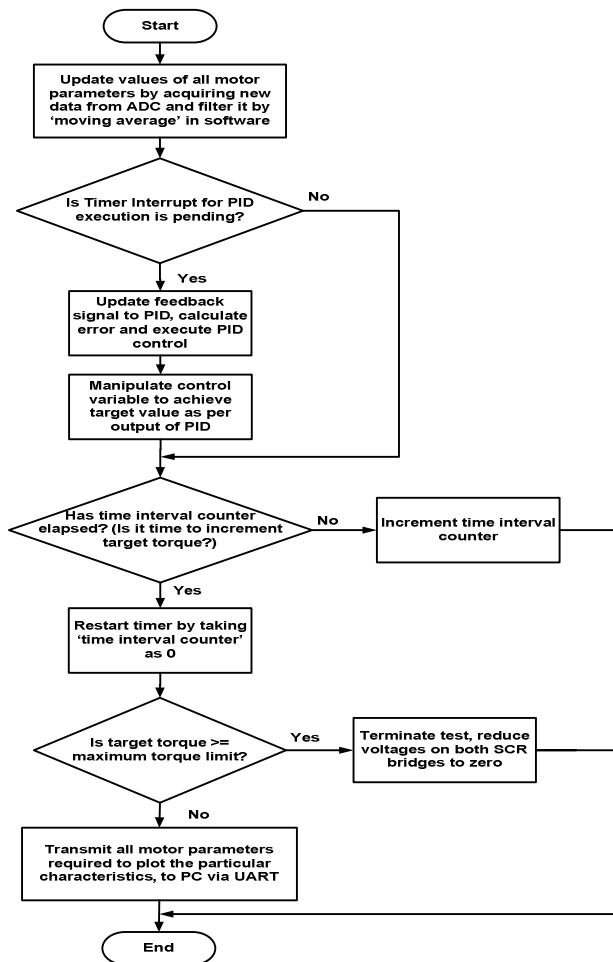 Start
Update values of all motor
parameters by acquiring new
data from ADC and filter it by
‘moving average’ in software
Is Timer Interrupt for PID
execution is pending?
No
Yes
Update feedback
signal to PID, calculate
error and execute PID
control
Manipulate control
variable to achieve
target value as per
output of PID
Has time interval counter
elapsed? (Is it time to increment
target torque?)
No
Increment time interval
counter
Yes
Restart timer by taking
‘time interval counter’
as 0
Is target torque >=
maximum torque limit?
Yes
Terminate test, reduce
voltages on both SCR
bridges to zero
No
Transmit all motor parameters
required to plot the particular
characteristics, to PC via UART
End